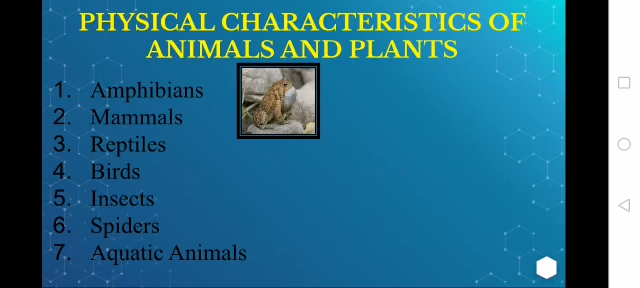 PHYSICAL CHARACTERISTICS OF
ANIMALS AND PLANTS
1. Amphibians
2. Mammals
3. Reptiles
4. Birds
5. Insects
6. Spiders
7. Aquatic Animals